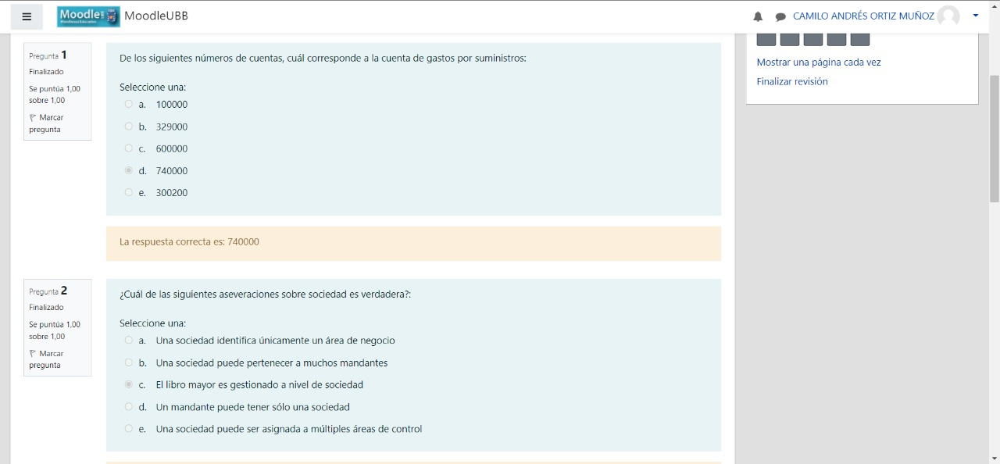 Moodle
MoodleUBB
CAMILO ANDRÉS ORTIZ MUÑOZ
Pregunta 1
Finalizado
Se puntúa 1,00
sobre 1,00
Marcar
pregunta
De los siguientes números de cuentas, cuál corresponde a la cuenta de gastos por suministros:
Seleccione una:
a. 100000
b. 329000
c. 600000
d. 740000
e. 300200
La respuesta correcta es: 740000
Mostrar una página cada vez
Finalizar revisión
Pregunta 2
Finalizado
Se puntúa 1,00
sobre 1,00
Marcar
pregunta
¿Cuál de las siguientes aseveraciones sobre sociedad es verdadera?:
Seleccione una:
a. Una sociedad identifica únicamente un área de negocio
b. Una sociedad puede pertenecer a muchos mandantes
c. El libro mayor es gestionado a nivel de sociedad
d. Un mandante puede tener sólo una sociedad
e. Una sociedad puede ser asignada a múltiples áreas de control